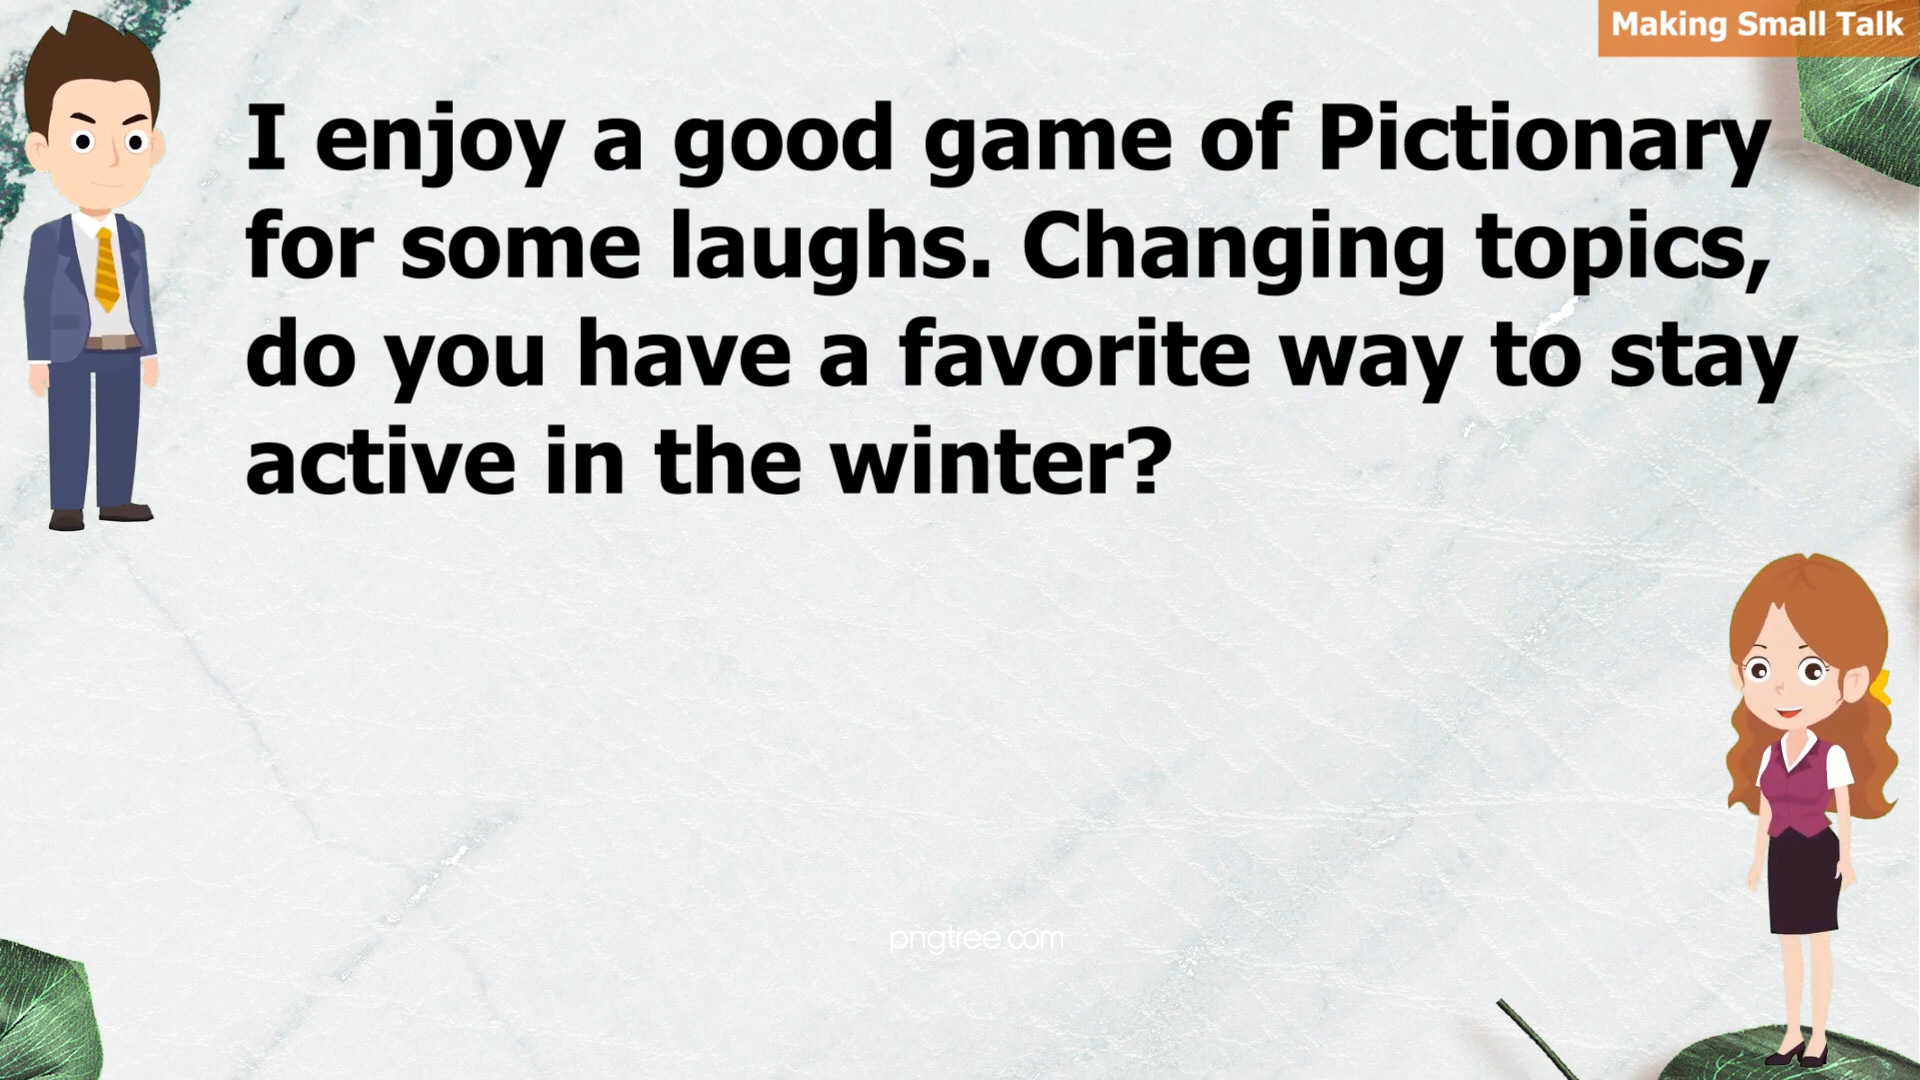 Making Small Talk
I enjoy a good game of Pictionary
for some laughs. Changing topics,
do you have a favorite way to stay
active in the winter?
pngtree.com